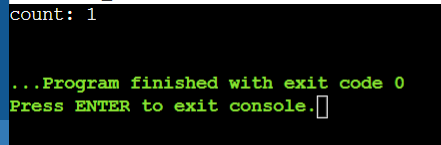 count: 1
...Program finished with exit code 0
Press ENTER to exit console.